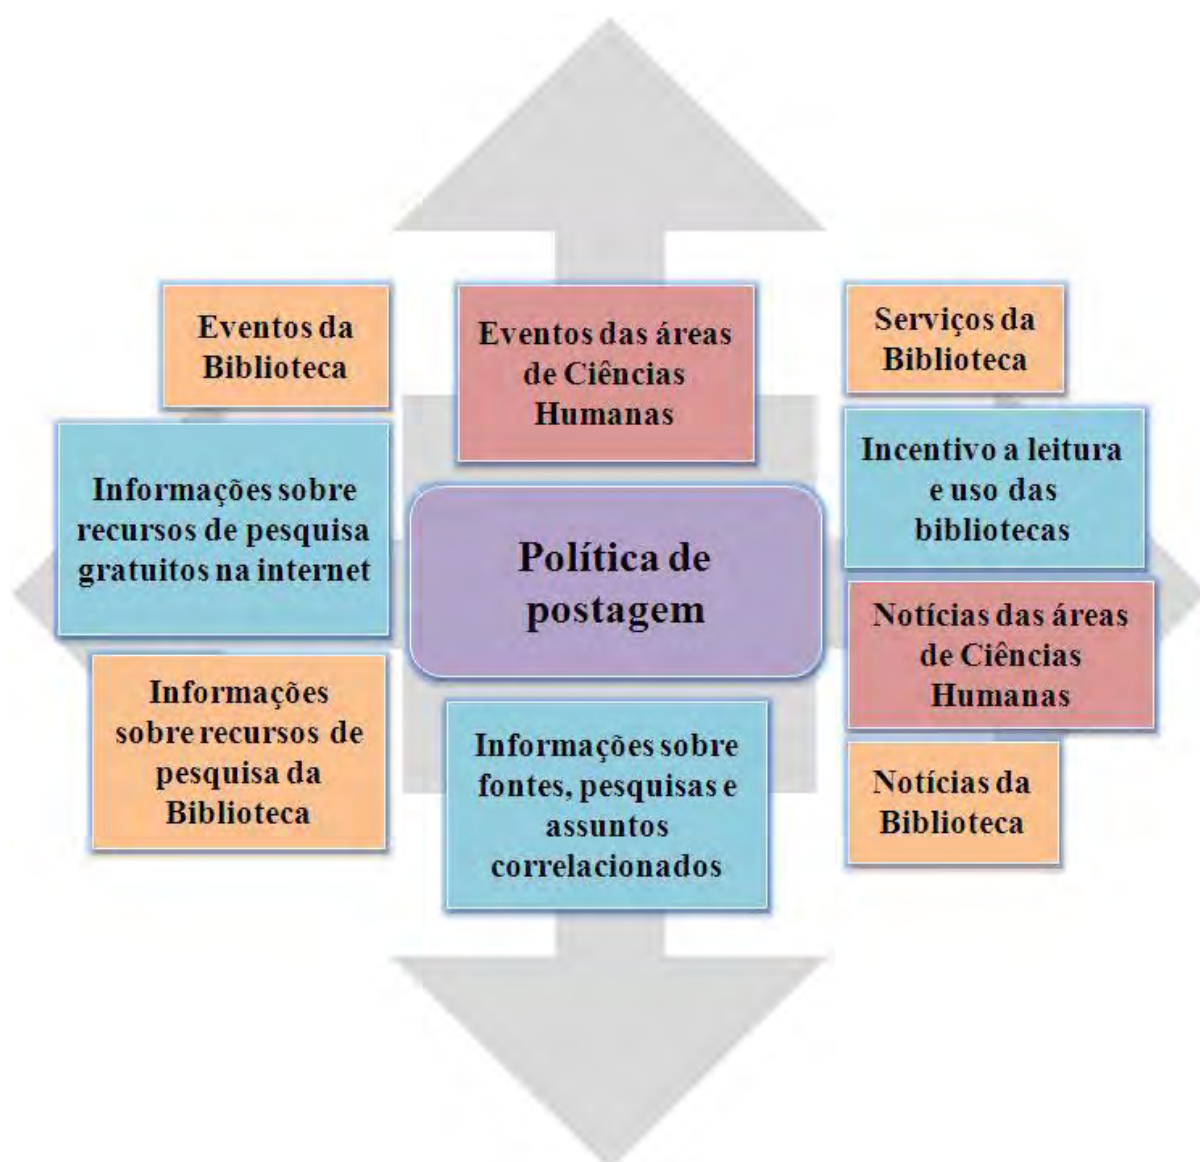 Eventos da
Biblioteca
Eventos das áreas
de Ciências
Humanas
Serviços da
Biblioteca
Informações sobre
recursos de pesquisa
gratuitos na internet
Política de
postagem
Incentivo a leitura
e uso das
bibliotecas
Informações
sobre recursos de
pesquisa da
Biblioteca
Informações sobre
fontes, pesquisas e
assuntos
correlacionados
Notícias das áreas
de Ciências
Humanas
Notícias da
Biblioteca